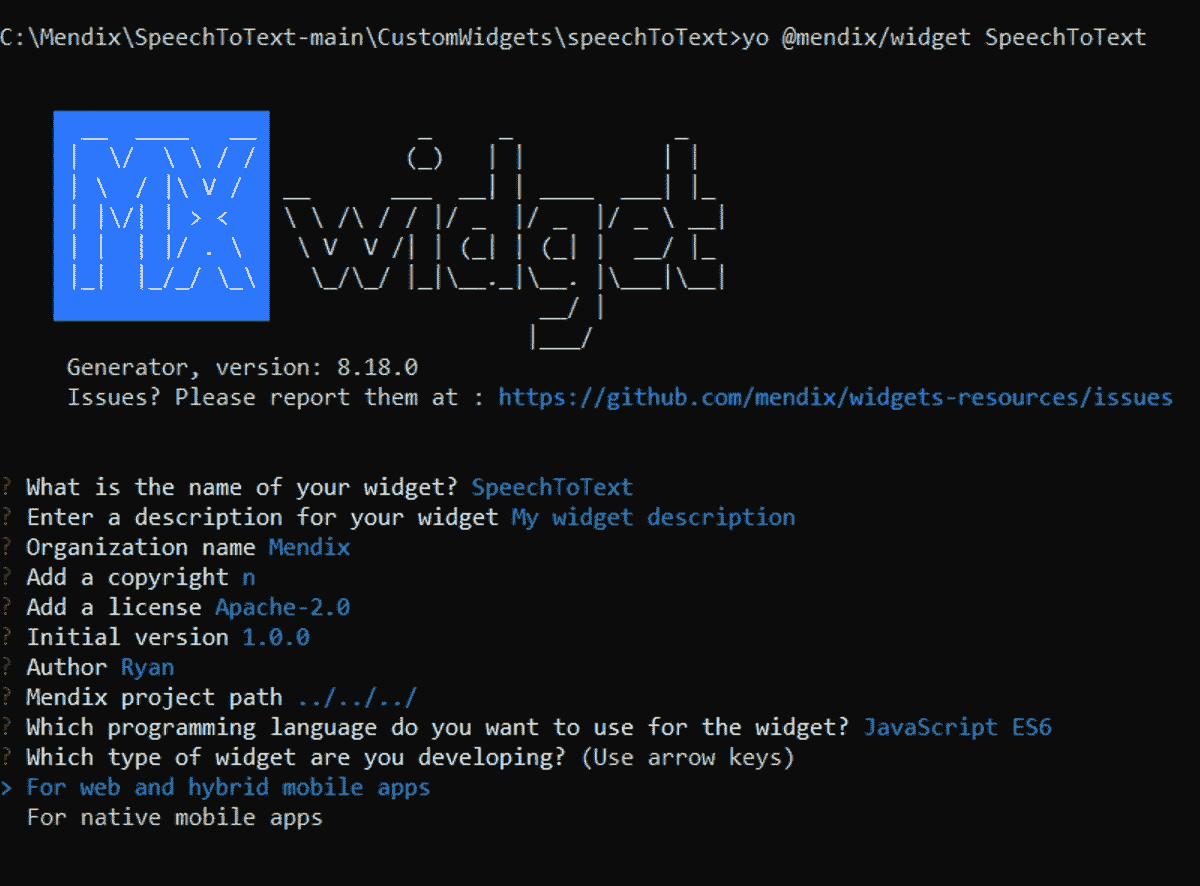 C:\Mendix\SpeechToText-main\CustomWidgets\speechToText>yo @mendix/widget SpeechToText
MX widget
Generator, version: 8.18.0
Issues? Please report them at : https://github.com/mendix/widgets-resources/issues
? What is the name of your widget? SpeechToText
? Enter a description for your widget My widget description
? Organization name Mendix
? Add a copyright n
? Add a license Apache-2.0
? Initial version 1.0.0
? Author Ryan
? Mendix project path ../../../
? Which programming language do you want to use for the widget? JavaScript ES6
? Which type of widget are you developing? (Use arrow keys)
> For web and hybrid mobile apps
For native mobile apps